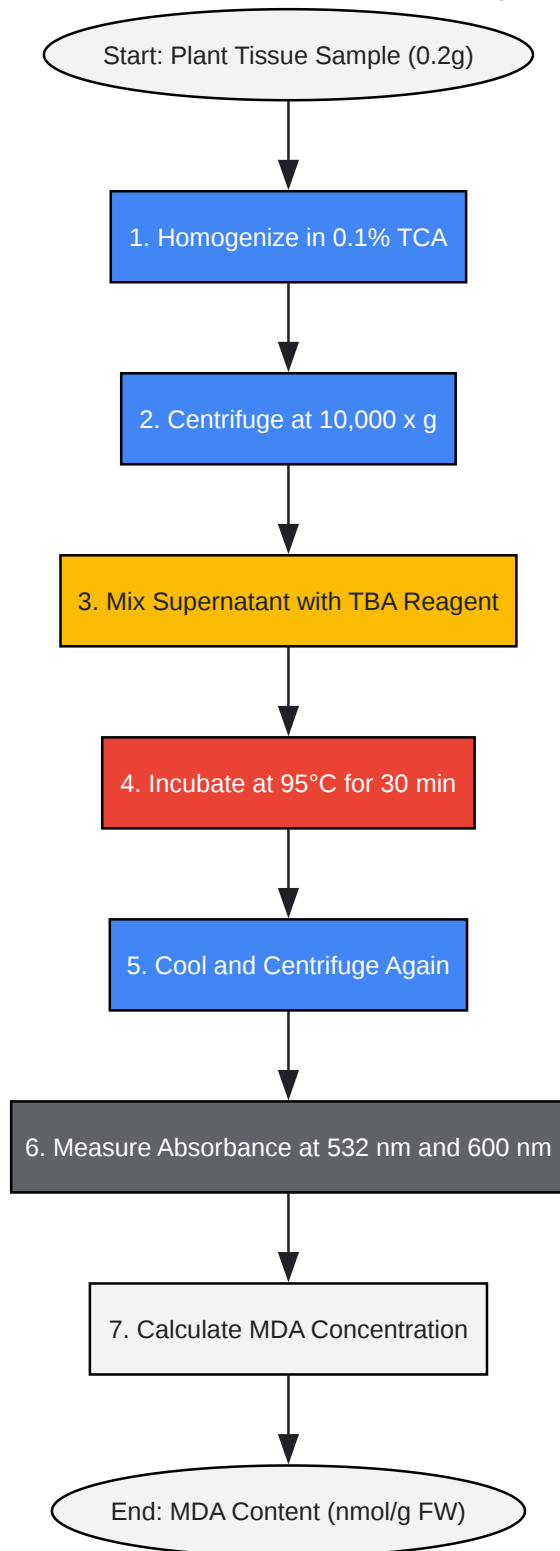 Start: Plant Tissue Sample (0.2g)
1. Homogenize in 0.1% TCA
2. Centrifuge at 10,000 x g
3. Mix Supernatant with TBA Reagent
4. Incubate at 95°C for 30 min
5. Cool and Centrifuge Again
6. Measure Absorbance at 532 nm and 600 nm
7. Calculate MDA Concentration
End: MDA Content (nmol/g FW)